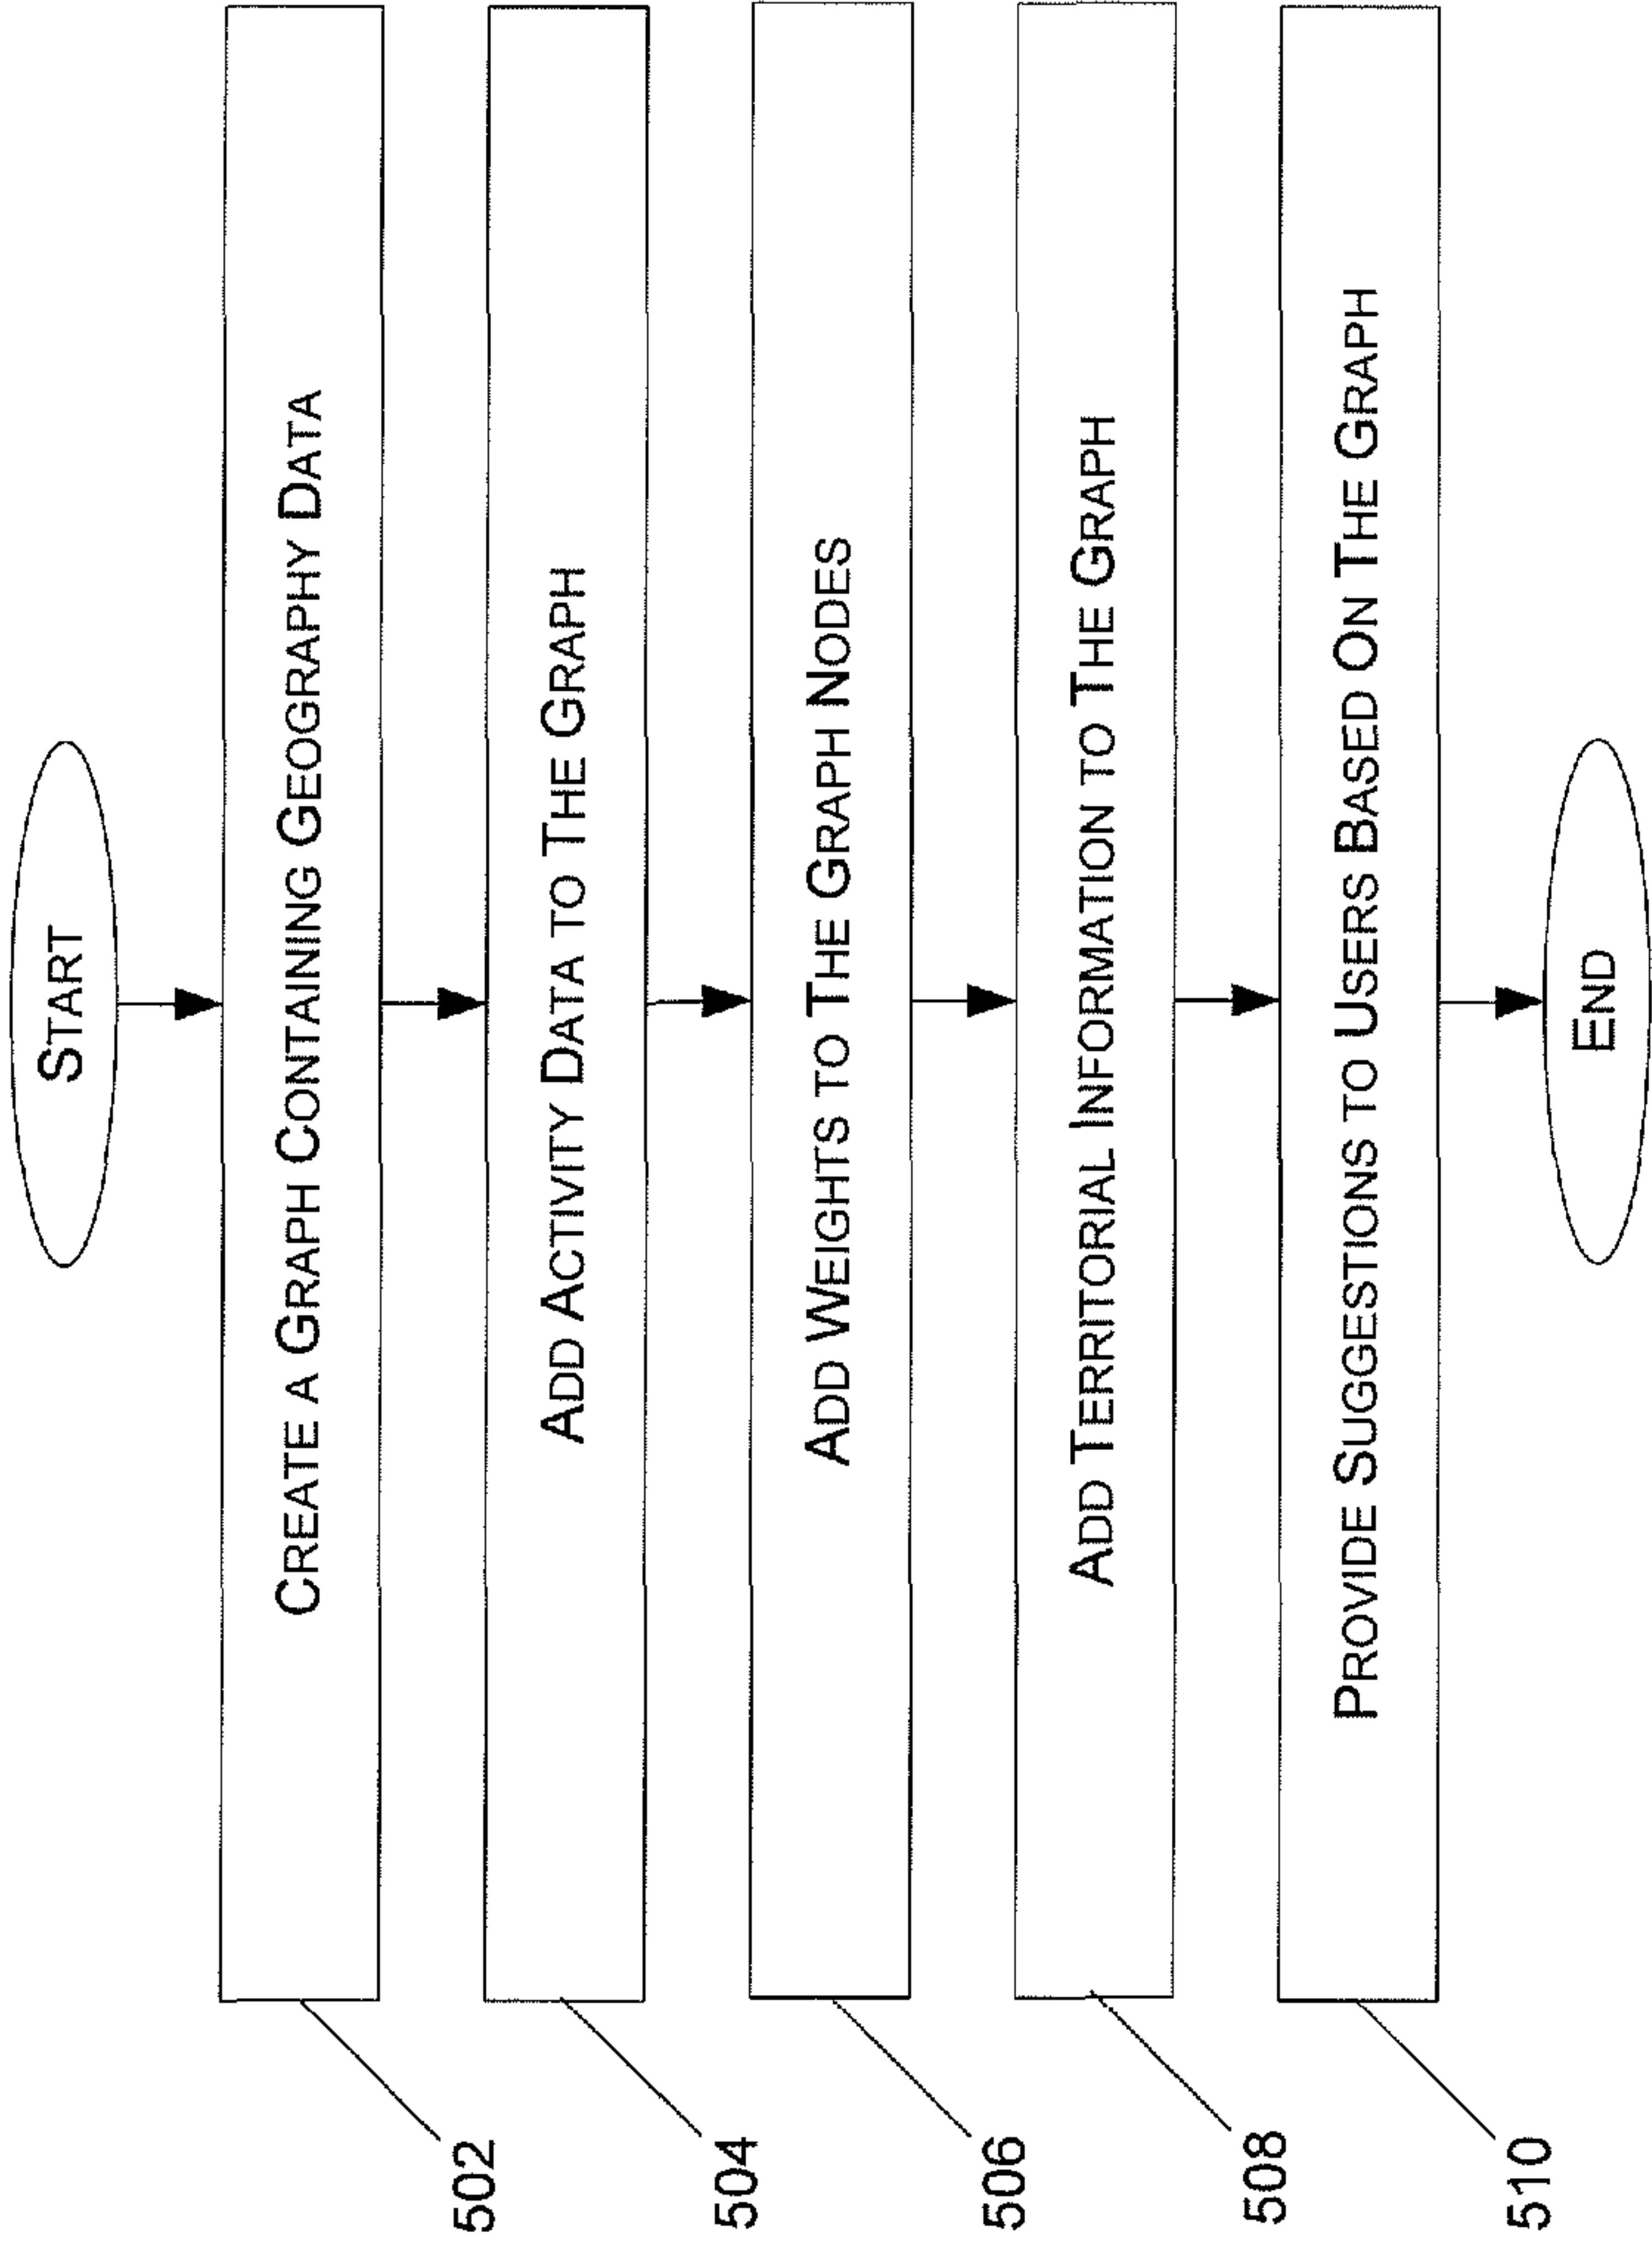 START
CREATE A GRAPH CONTAINING GEOGRAPHY DATA
502
ADD ACTIVITY DATA TO THE GRAPH
504
ADD WEIGHTS TO THE GRAPH NODES
506
ADD TERRITORIAL INFORMATION TO THE GRAPH
508
PROVIDE SUGGESTIONS TO USERS BASED ON THE GRAPH
510
END